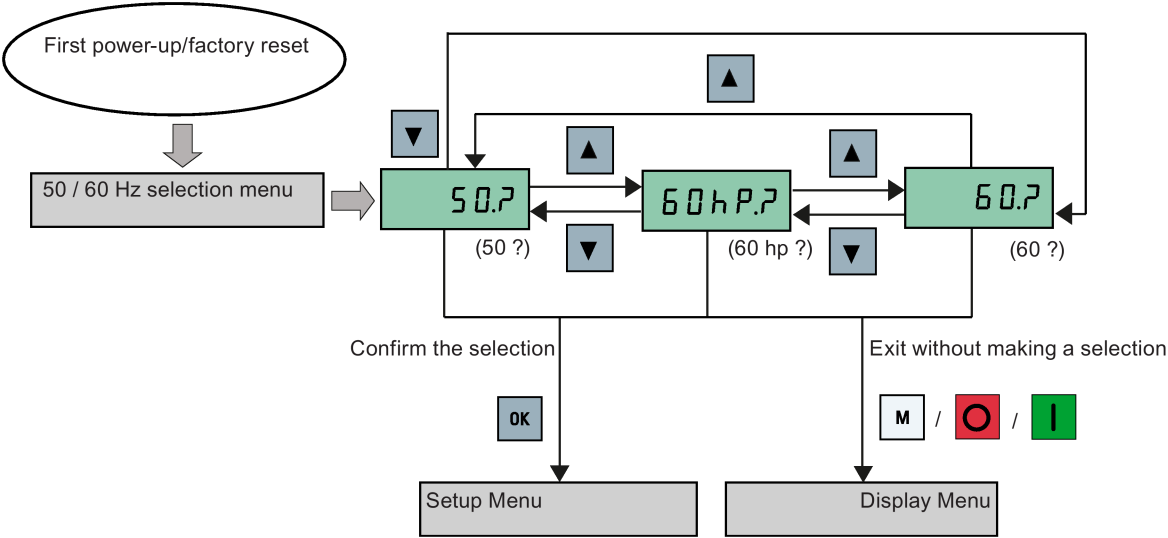 First power-up/factory reset
50 / 60 Hz selection menu
50.?
60hP.?
60.?
(50 ?)
(60 hp ?)
(60 ?)
Confirm the selection
Exit without making a selection
OK
M / / 
Setup Menu
Display Menu